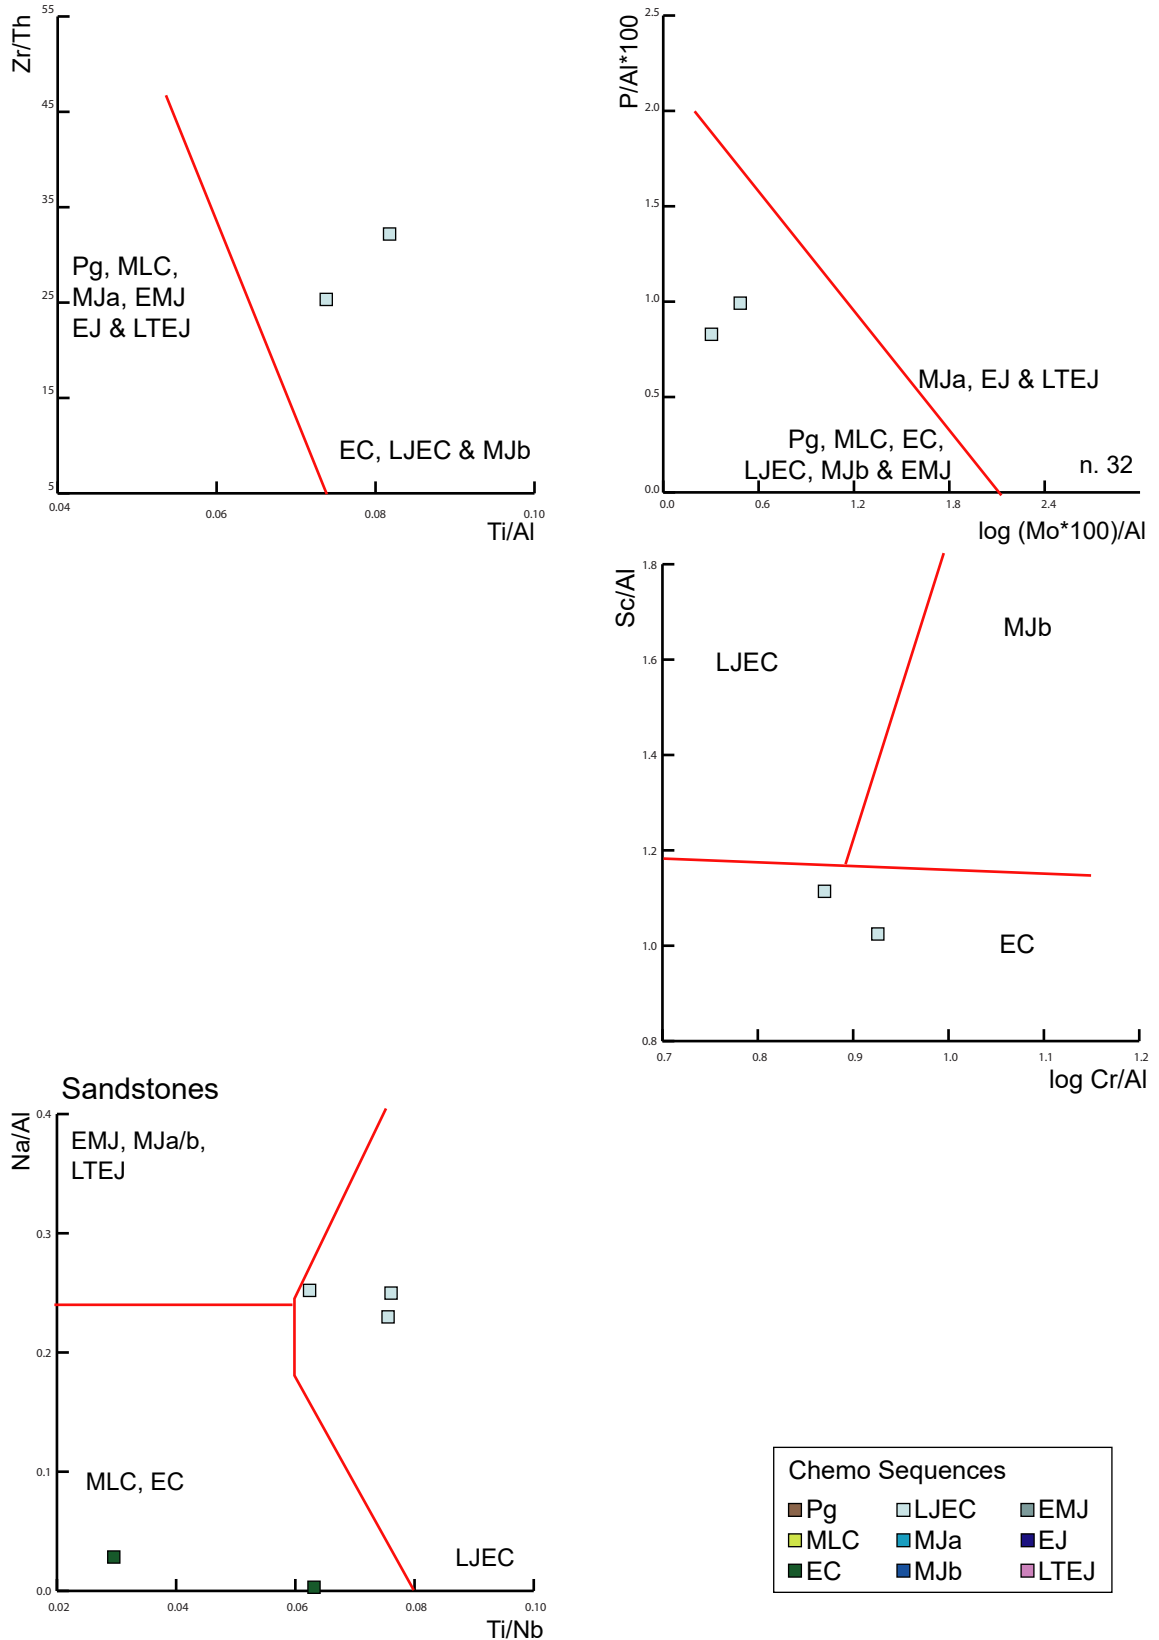 Zr/Th
55
45
35
25
15
5
Pg, MLC,
MJa, EMJ
EJ & LTEJ
EC, LJEC & MJb
0.04
0.06
0.08
0.10
Ti/Al
P/Al*100
2.5
2.0
1.5
1.0
0.5
0.0
MJa, EJ & LTEJ
Pg, MLC, EC,
LJEC, MJb & EMJ
n. 32
0.0
0.6
1.2
1.8
2.4
log (Mo*100)/Al
Sc/Al
1.8
1.6
1.4
1.2
1.0
0.8
MJb
LJEC
EC
0.7
0.8
0.9
1.0
1.1
1.2
log Cr/Al
Sandstones
Na/Al
0.4
0.3
0.2
0.1
0.0
EMJ, MJa/b,
LTEJ
MLC, EC
LJEC
0.02
0.04
0.06
0.08
0.10
Ti/Nb
Chemo Sequences
Pg LJEC EMJ
MLC MJa EJ
EC MJb LTEJ